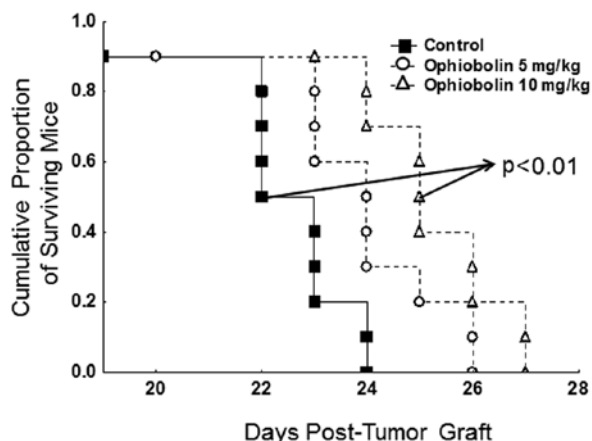 Control
Ophiobolin 5 mg/kg
Ophiobolin 10 mg/kg
p<0.01
Cumulative Proportion
of Surviving Mice
1.0
0.8
0.6
0.4
0.2
0.0
20
22
24
26
28
Days Post-Tumor Graft